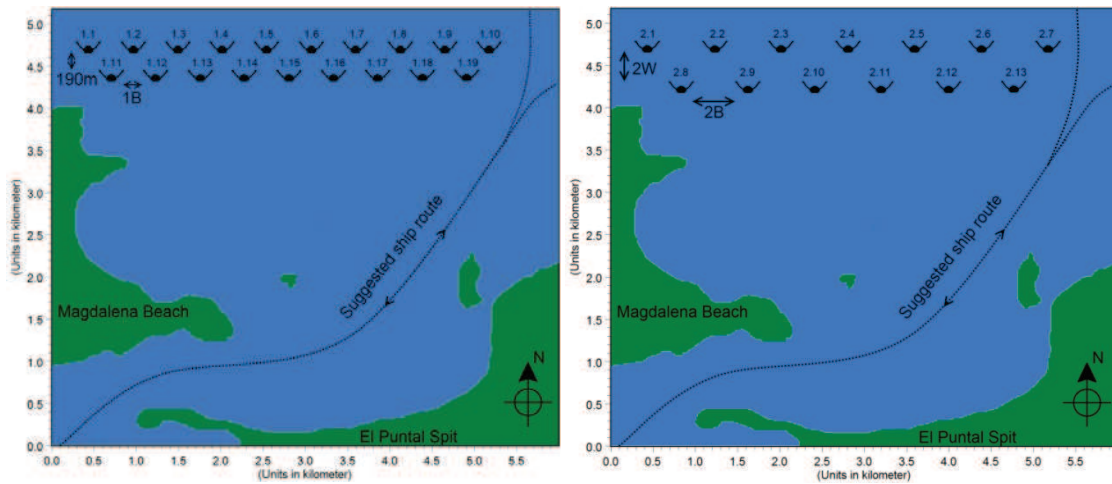 5.0
4.5
4.0
3.5
3.0
2.5
2.0
1.5
1.0
0.5
0.0
(Units in kilometer)
1.1 1.2 1.3 1.4 1.5 1.6 1.7 1.8 1.9 1.10
1.11 1.12 1.13 1.14 1.15 1.16 1.17 1.18 1.19
190m
1B
Suggested ship route
Magdalena Beach
N
El Puntal Spit
0.0 0.5 1.0 1.5 2.0 2.5 3.0 3.5 4.0 4.5 5.0 5.5
(Units in kilometer)
5.0
4.5
4.0
3.5
3.0
2.5
2.0
1.5
1.0
0.5
0.0
(Units in kilometer)
2.1 2.2 2.3 2.4 2.5 2.6 2.7
2W
2.8 2.9 2.10 2.11 2.12 2.13
2B
Suggested ship route
Magdalena Beach
N
El Puntal Spit
0.0 0.5 1.0 1.5 2.0 2.5 3.0 3.5 4.0 4.5 5.0 5.5
(Units in kilometer)